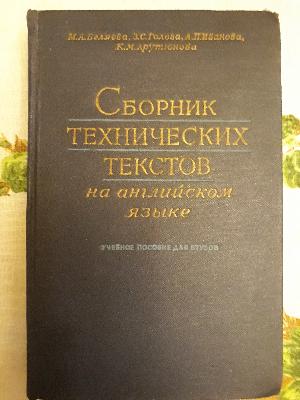 М.А.Беляева, З.С.Голова, А.П.Иванова,
К.М.Арутюнова
СБОРНИК
ТЕХНИЧЕСКИХ
ТЕКСТОВ
на английском
языке
УЧЕБНОЕ ПОСОБИЕ ДЛЯ ВТУЗОВ